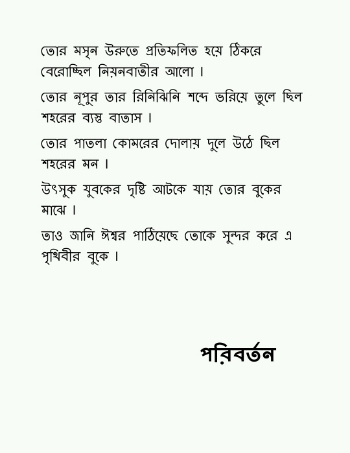 তোর মসৃন উরুতে প্রতিফলিত হয়ে ঠিকরে
বেরোচ্ছিল নিয়নবাতীর আলো ।
তোর নূপুর তার রিনিঝিনি শব্দে ভরিয়ে তুলে ছিল
শহরের ব্যস্ত বাতাস ।
তোর পাতলা কোমরের দোলায় দুলে উঠে ছিল
শহরের মন ।
উৎসূক যুবকের দৃষ্টি আটকে যায় তোর বুকের
মাঝে ।
তাও জানি ঈশ্বর পাঠিয়েছে তোকে সুন্দর করে এ
পৃথিবীর বুকে ।
পরিবর্তন